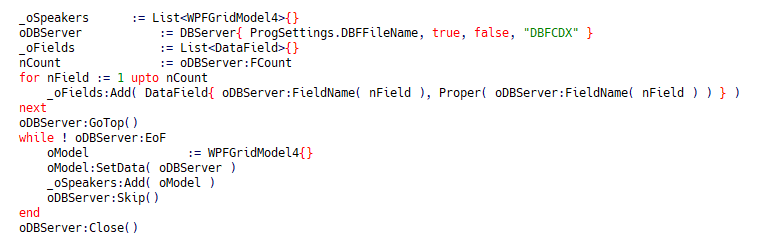 _oSpeakers := List<WPFGridModel4>{}
oDBServer := DBServer{ ProgSettings.DBFFileName, true, false, "DBFCDX" }
_oFields := List<DataField>{}
nCount := oDBServer:FCount
for nField := 1 upto nCount
_oFields:Add( DataField{ oDBServer:FieldName( nField ), Proper( oDBServer:FieldName( nField ) ) } )
next
oDBServer:GoTop()
while ! oDBServer:EoF
oModel := WPFGridModel4{}
oModel:SetData( oDBServer )
_oSpeakers:Add( oModel )
oDBServer:Skip()
end
oDBServer:Close()